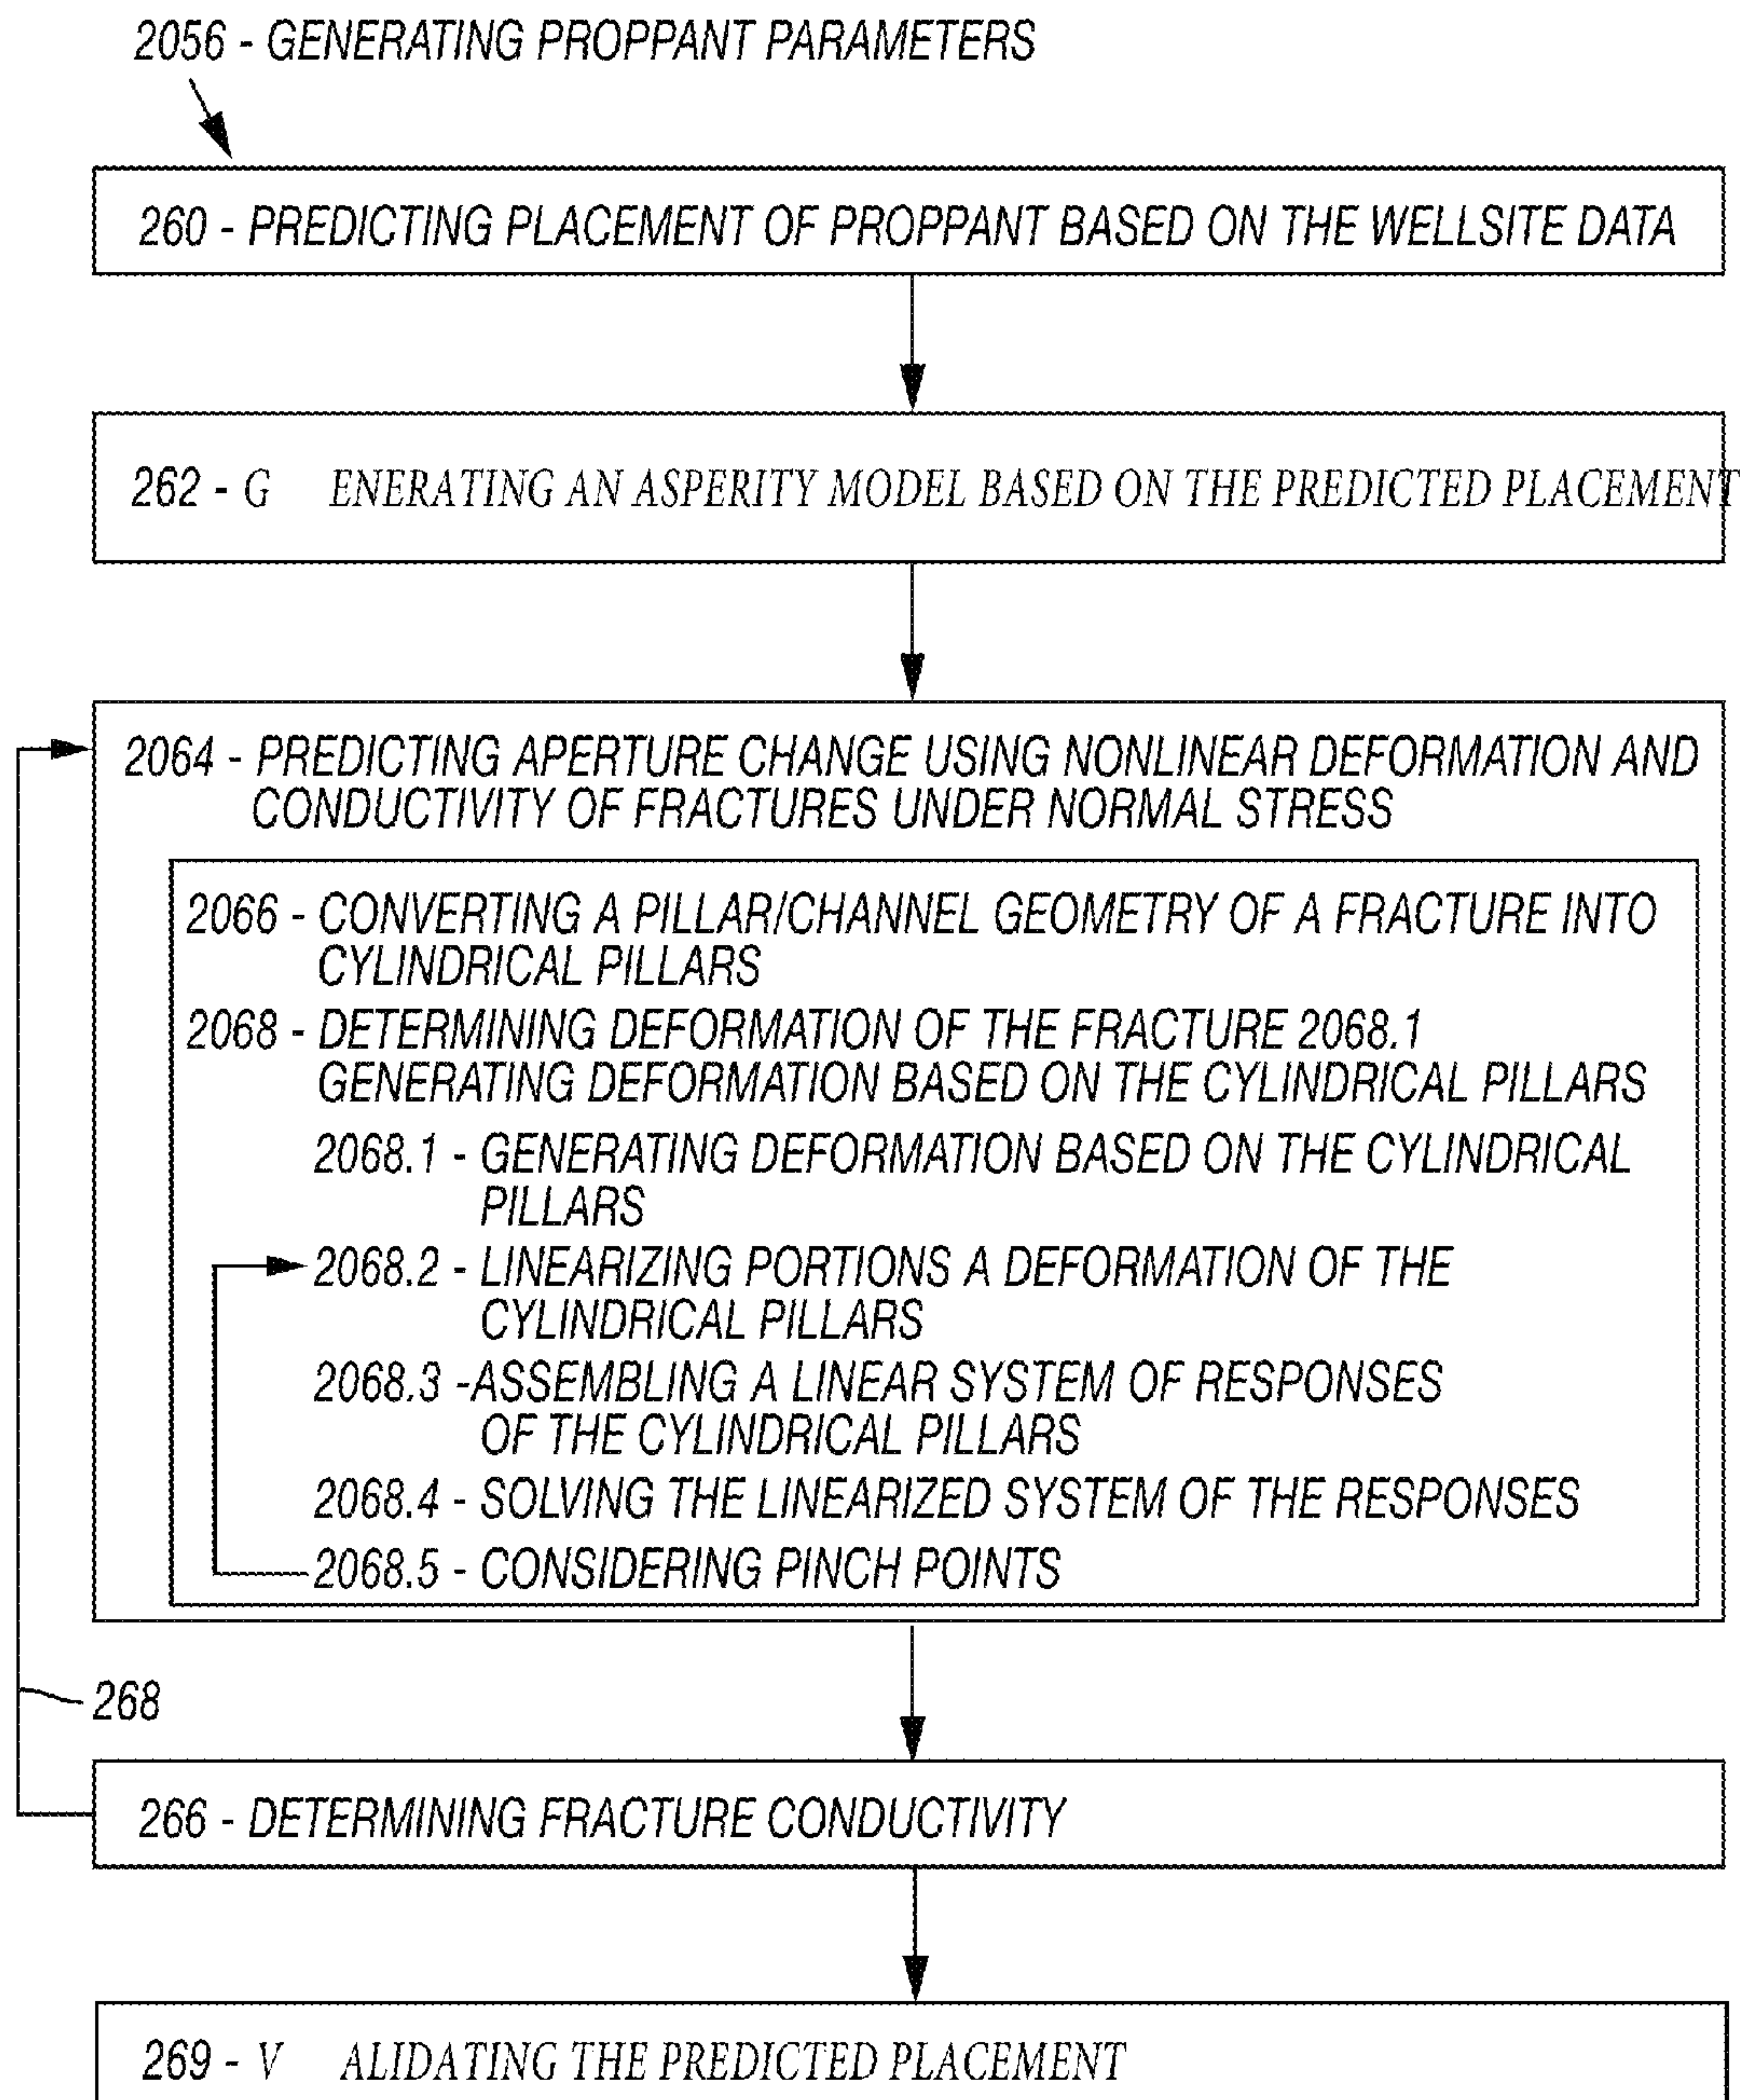 2056 - GENERATING PROPPANT PARAMETERS
260 - PREDICTING PLACEMENT OF PROPPANT BASED ON THE WELLSITE DATA
262 - G ENERATING AN ASPERITY MODEL BASED ON THE PREDICTED PLACEMENT
2064 - PREDICTING APERTURE CHANGE USING NONLINEAR DEFORMATION AND
CONDUCTIVITY OF FRACTURES UNDER NORMAL STRESS
2066 - CONVERTING A PILLAR/CHANNEL GEOMETRY OF A FRACTURE INTO
CYLINDRICAL PILLARS
2068 - DETERMINING DEFORMATION OF THE FRACTURE 2068.1
GENERATING DEFORMATION BASED ON THE CYLINDRICAL PILLARS
2068.1 - GENERATING DEFORMATION BASED ON THE CYLINDRICAL
PILLARS
2068.2 - LINEARIZING PORTIONS A DEFORMATION OF THE
CYLINDRICAL PILLARS
2068.3 -ASSEMBLING A LINEAR SYSTEM OF RESPONSES
OF THE CYLINDRICAL PILLARS
2068.4 - SOLVING THE LINEARIZED SYSTEM OF THE RESPONSES
2068.5 - CONSIDERING PINCH POINTS
268
266 - DETERMINING FRACTURE CONDUCTIVITY
269 - V ALIDATING THE PREDICTED PLACEMENT